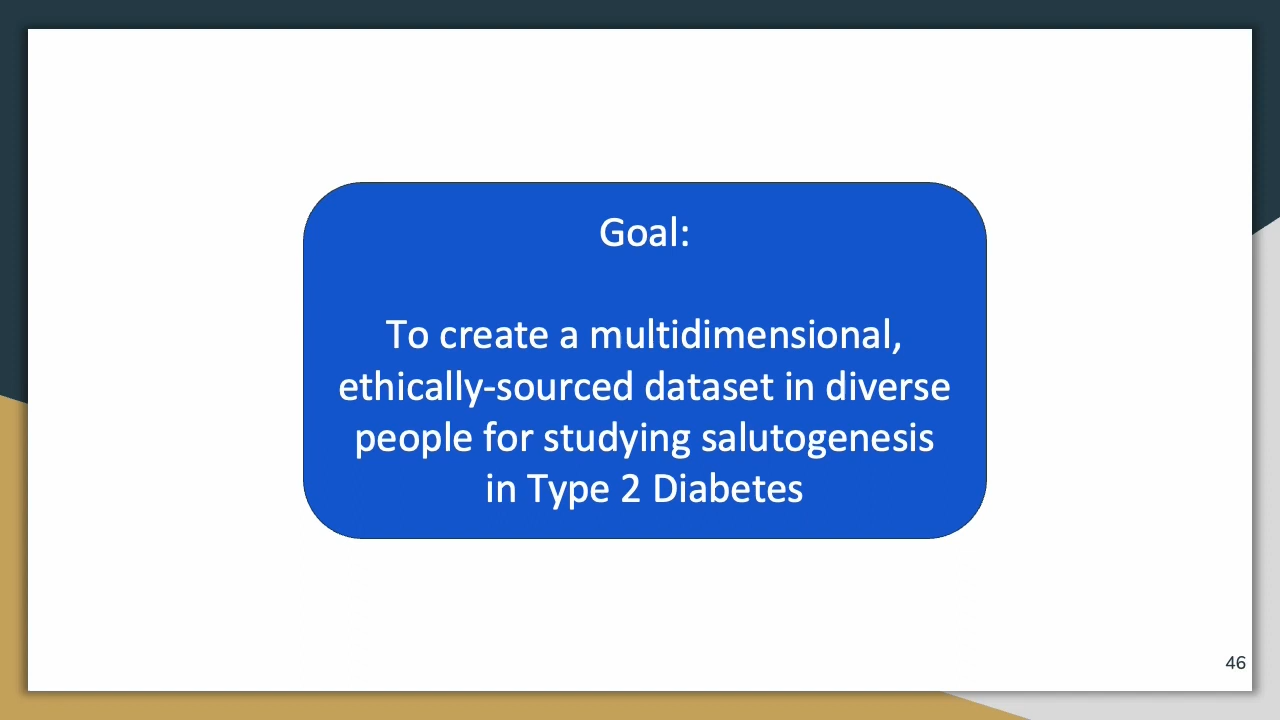 Goal:
To create a multidimensional,
ethically-sourced dataset in diverse
people for studying salutogenesis
in Type 2 Diabetes
46